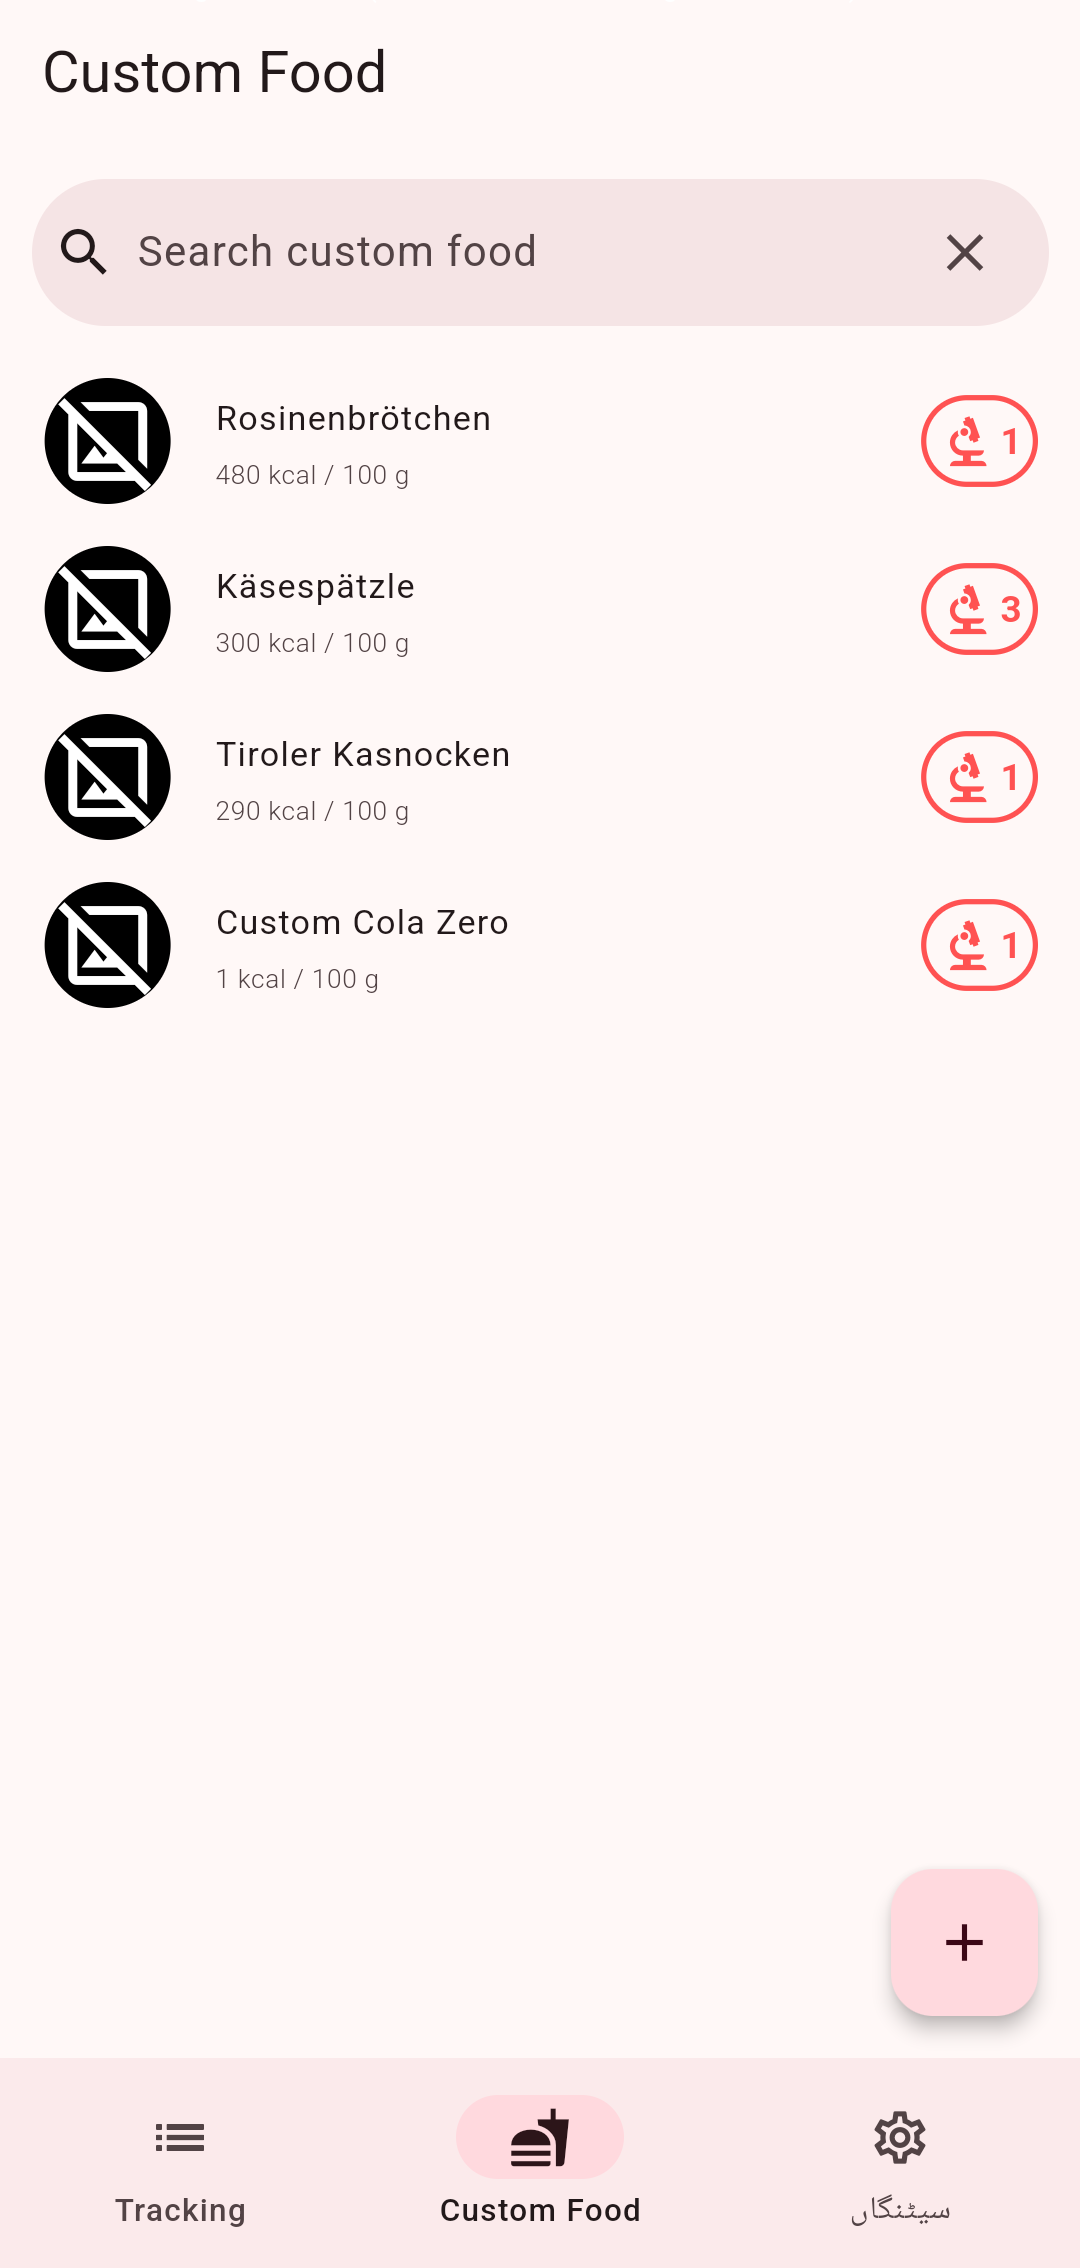 Custom Food
Search custom food
Rosinenbrötchen
480 kcal / 100 g
1
Käsespätzle
300 kcal / 100 g
3
Tiroler Kasnocken
290 kcal / 100 g
1
Custom Cola Zero
1 kcal / 100 g
1
Tracking
Custom Food
سیٹنگاں